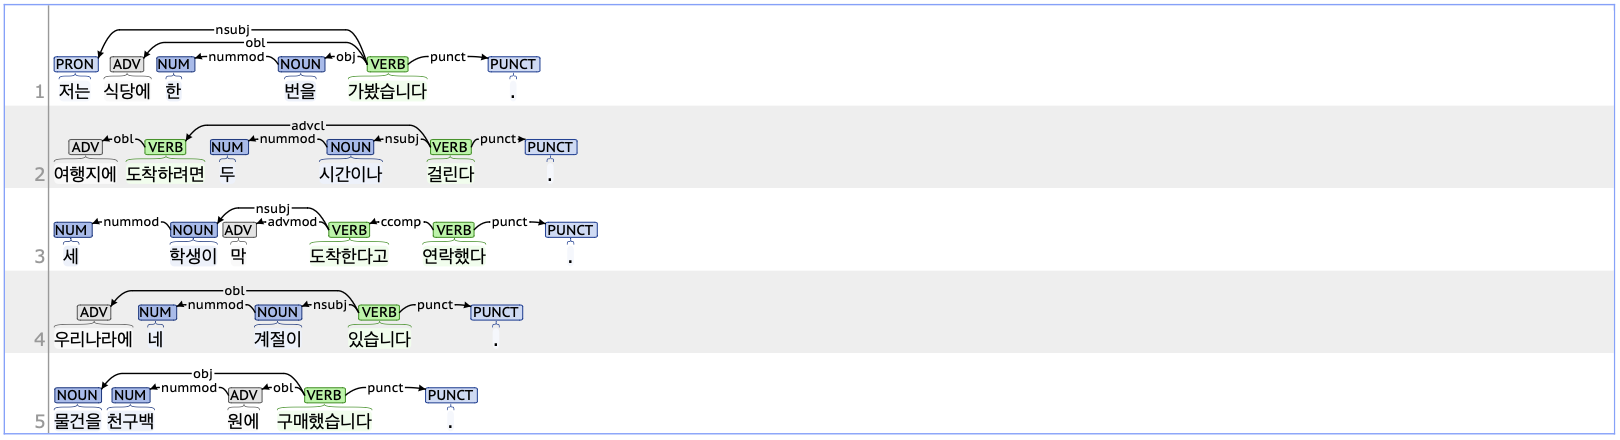 nsubj
obl
nummod obj punct
PRON ADV NUM NOUN VERB PUNCT
1 저는 식당에 한 번을 가봤습니다 .
advcl
obl nummod nsubj punct
ADV VERB NUM NOUN VERB PUNCT
2 여행지에 도착하려면 두 시간이나 걸린다 .
nsubj
nummod advmod ccomp punct
NUM NOUN ADV VERB VERB PUNCT
3 세 학생이 막 도착한다고 연락했다 .
obl
nummod nsubj punct
ADV NUM NOUN VERB PUNCT
4 우리나라에 네 계절이 있습니다 .
obj
nummod obl punct
NOUN NUM ADV VERB PUNCT
5 물건을 천구백 원에 구매했습니다 .